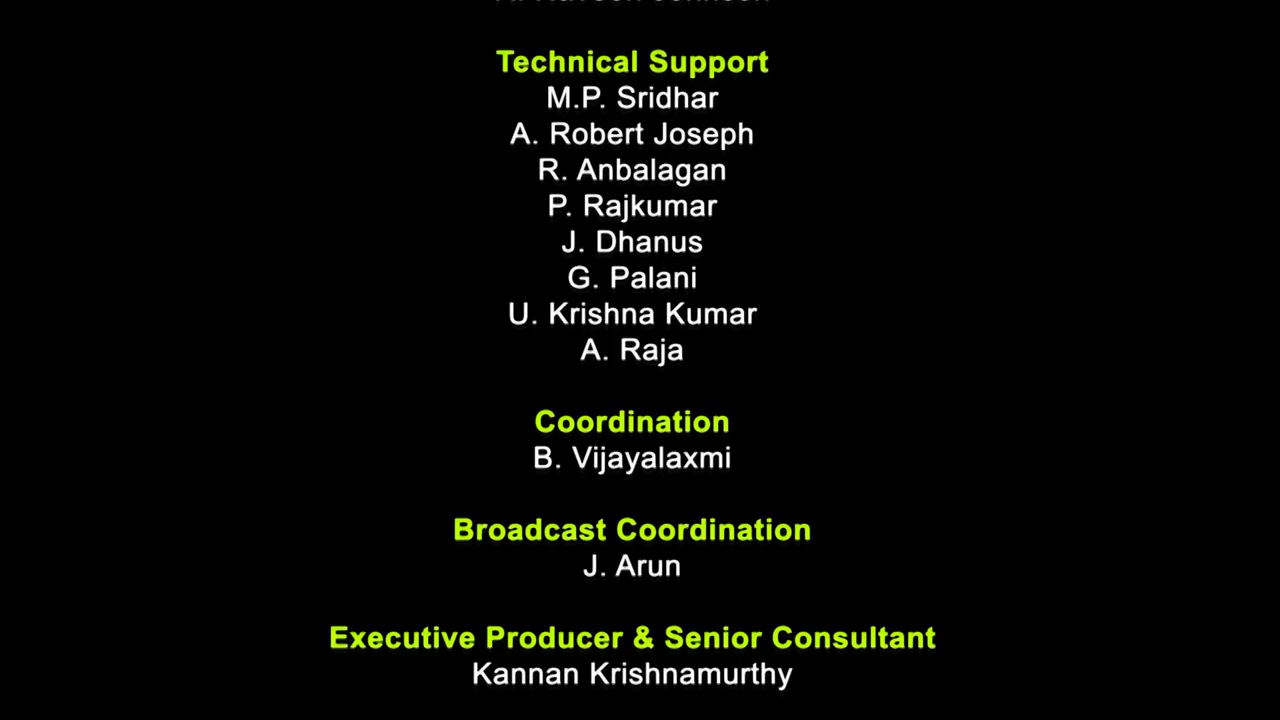 Technical Support
M.P. Sridhar
A. Robert Joseph
R. Anbalagan
P. Rajkumar
J. Dhanus
G. Palani
U. Krishna Kumar
A. Raja
Coordination
B. Vijayalaxmi
Broadcast Coordination
J. Arun
Executive Producer & Senior Consultant
Kannan Krishnamurthy